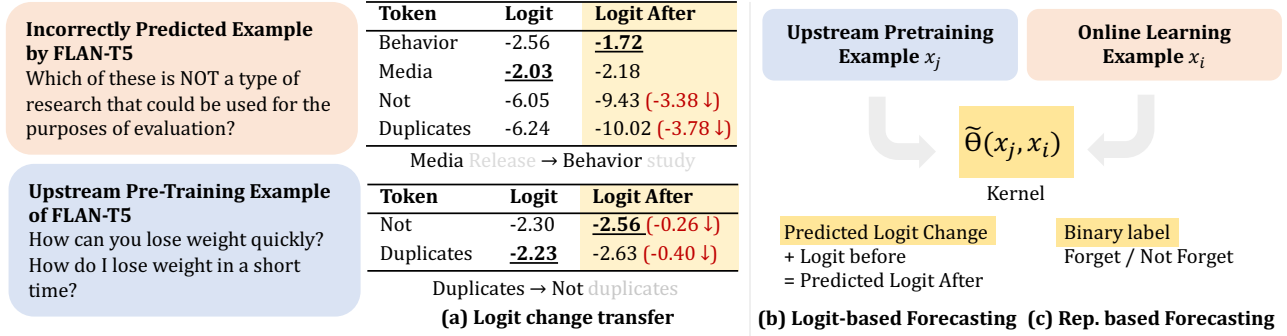 Incorrectly Predicted Example
by FLAN-T5
Which of these is NOT a type of
research that could be used for the
purposes of evaluation?
Upstream Pre-Training Example
of FLAN-T5
How can you lose weight quickly?
How do I lose weight in a short
time?
Token Logit Logit After
Behavior -2.56 -1.72
Media -2.03 -2.18
Not -6.05 -9.43 (-3.38 ↓)
Duplicates -6.24 -10.02 (-3.78 ↓)
Media Release → Behavior study
Token Logit Logit After
Not -2.30 -2.56 (-0.26 ↓)
Duplicates -2.23 -2.63 (-0.40 ↓)
Duplicates → Not duplicates
(a) Logit change transfer
Upstream Pretraining
Example x_j
Online Learning
Example x_i
Θ̃(x_j, x_i)
Kernel
Predicted Logit Change
+ Logit before
= Predicted Logit After
Binary label
Forget / Not Forget
(b) Logit-based Forecasting
(c) Rep. based Forecasting